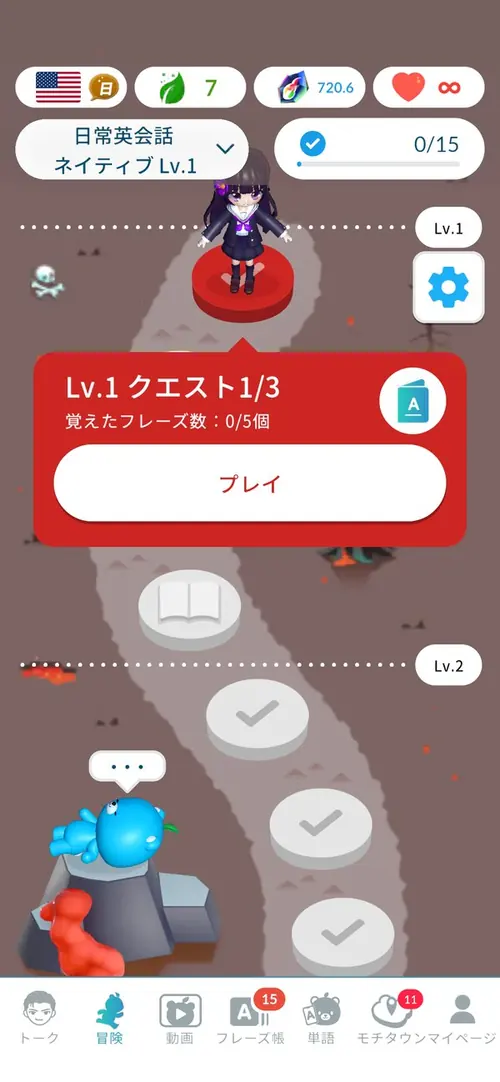 日
7
720.6
∞
日常英会話
ネイティブ Lv.1
0/15
Lv.1
Lv.1 クエスト1/3
覚えたフレーズ数：0/5個
A
プレイ
Lv.2
...
15
11
A
A
トーク
冒険
動画
フレーズ帳
単語
モチタウン
マイページ